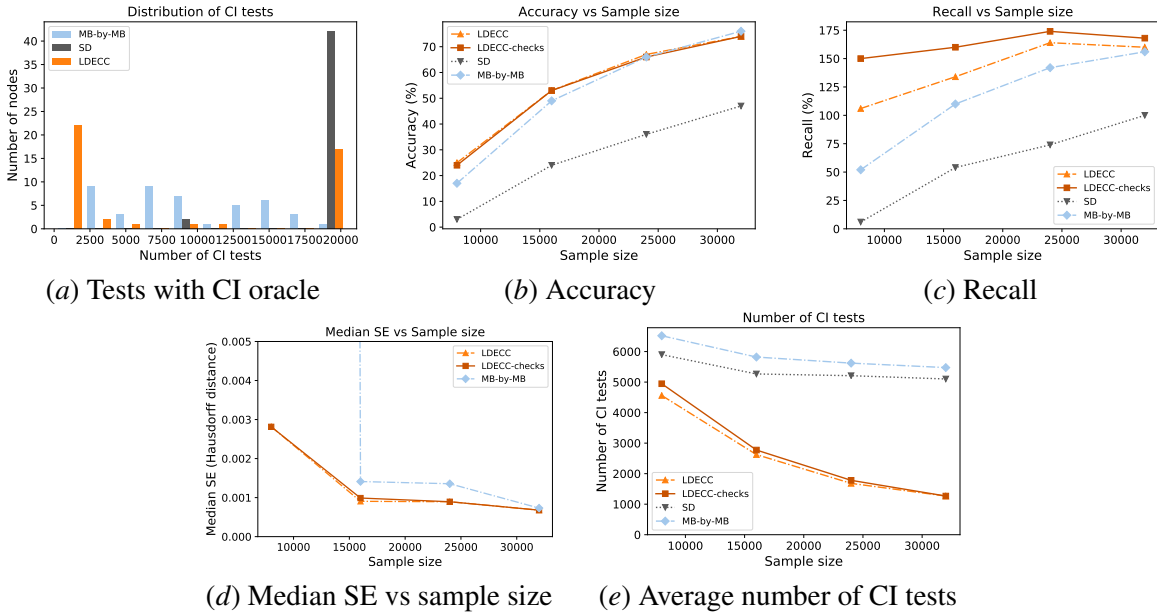 Distribution of CI tests
MB-by-MB
SD
LDECC
Number of nodes
40
35
30
25
20
15
10
5
0
0 2500 5000 7500 10000 12500 15000 17500 20000
Number of CI tests
(a) Tests with CI oracle
Accuracy vs Sample size
LDECC
LDECC-checks
SD
MB-by-MB
Accuracy (%)
70
60
50
40
30
20
10
0
10000 15000 20000 25000 30000
Sample size
(b) Accuracy
Recall vs Sample size
Recall (%)
175
150
125
100
75
50
25
0
LDECC
LDECC-checks
SD
MB-by-MB
10000 15000 20000 25000 30000
Sample size
(c) Recall
Median SE vs Sample size
LDECC
LDECC-checks
MB-by-MB
Median SE (Hausdorff distance)
0.005
0.004
0.003
0.002
0.001
0.000
10000 15000 20000 25000 30000
Sample size
(d) Median SE vs sample size
Number of CI tests
Number of CI tests
6000
5000
4000
3000
2000
1000
0
LDECC
LDECC-checks
SD
MB-by-MB
10000 15000 20000 25000 30000
Sample size
(e) Average number of CI tests